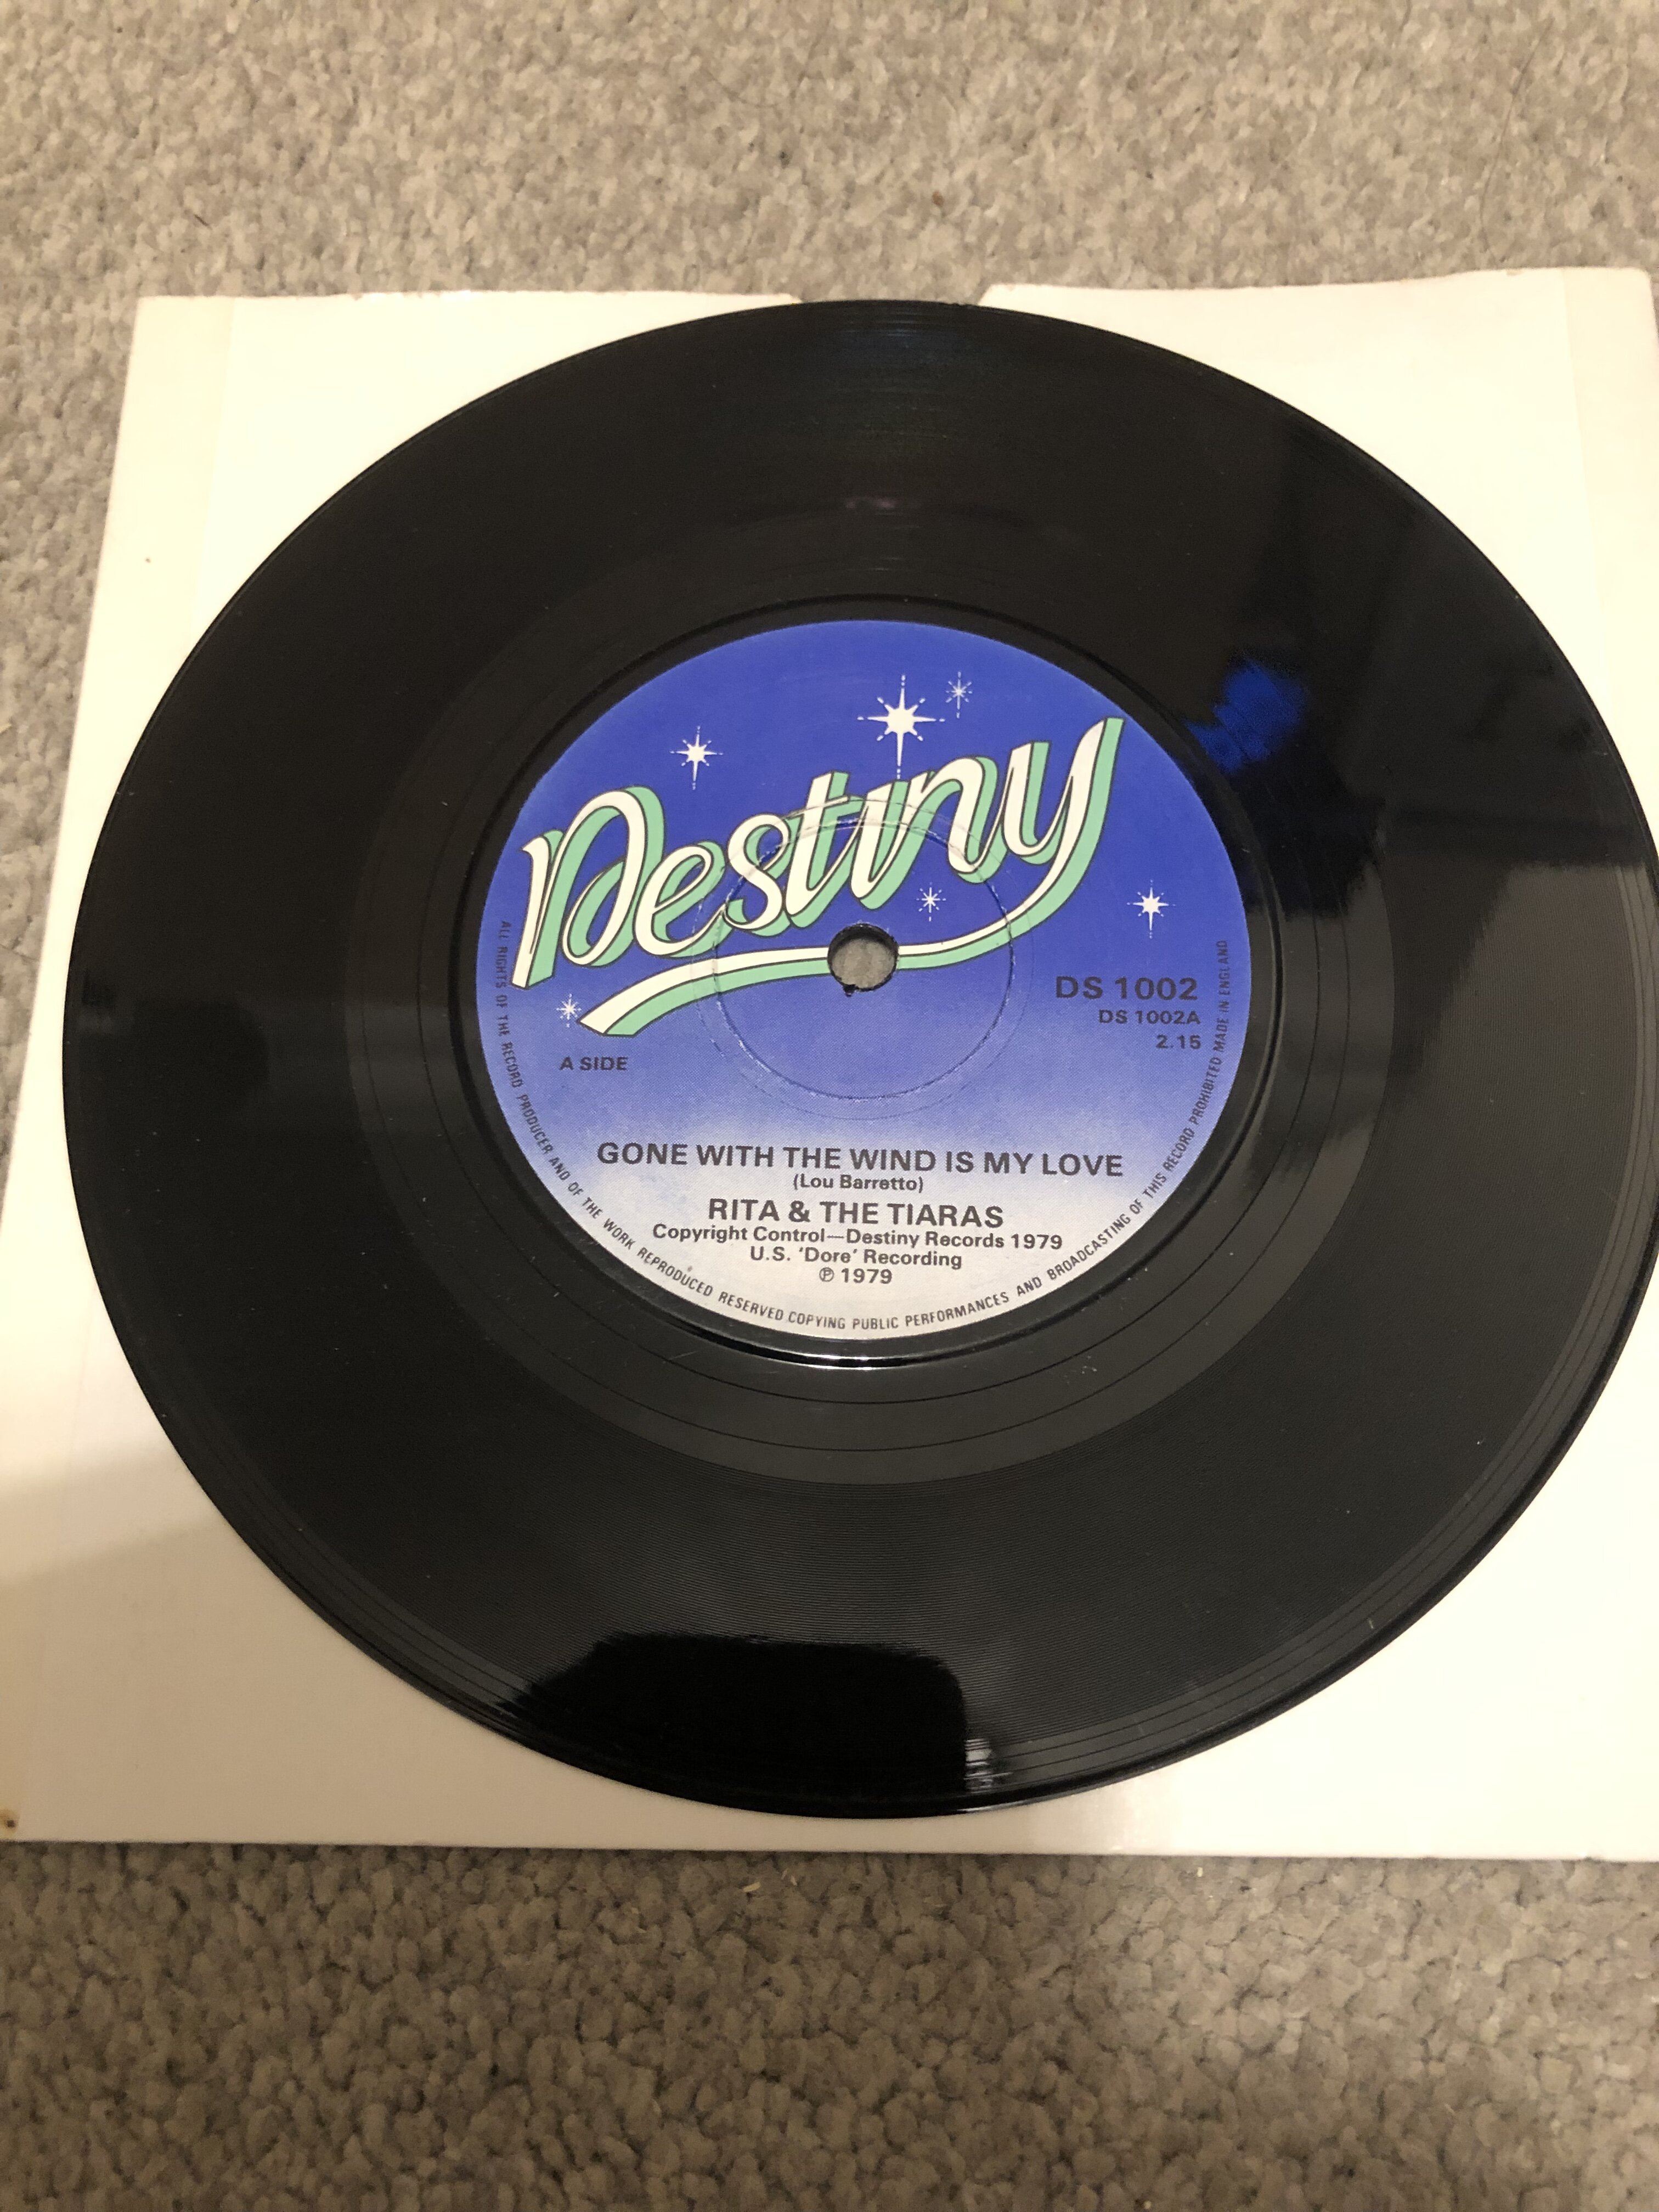 Destiny
DS 1002
DS 1002A
2.15
A SIDE
GONE WITH THE WIND IS MY LOVE
(Lou Barretto)
RITA & THE TIARAS
Copyright Control—Destiny Records 1979
U.S. 'Dore' Recording
℗ 1979
ALL RIGHTS OF THE RECORD PRODUCER AND OF THE WORK REPRODUCED RESERVED COPYING PUBLIC PERFORMANCES AND BROADCASTING OF THIS RECORD PROHIBITED MADE IN ENGLAND